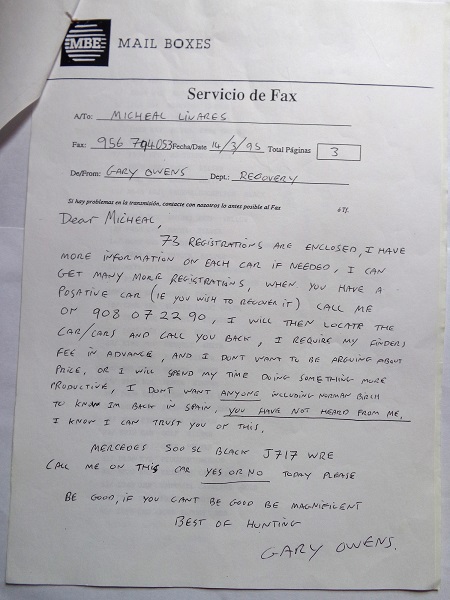 MBE MAIL BOXES
Servicio de Fax
A/To: MICHEAL LINARES
Fax: 956 794053 Fecha/Date 14/3/95 Total Páginas 3
De/From: GARY OWENS Dept.: RECOVERY
Si hay problemas en la transmisión, contacte con nosotros lo antes posible al Fax
Dear Micheal,
73 REGISTRATIONS ARE ENCLOSED, I HAVE
MORE INFORMATION ON EACH CAR IF NEEDED, I CAN
GET MANY MORE REGISTRATIONS, WHEN YOU HAVE A
POSATIVE CAR (IE YOU WISH TO RECOVER IT) CALL ME
ON 908 07 22 90, I WILL THEN LOCATE THE
CAR/CARS AND CALL YOU BACK, I REQUIRE MY FINDERS
FEE IN ADVANCE, AND I DONT WANT TO BE ARGUING ABOUT
PRICE, OR I WILL SPEND MY TIME DOING SOMETHING MORE
PRODUCTIVE, I DONT WANT ANYONE INCLUDING NORMAN BIRCH
TO KNOW IM BACK IN SPAIN, YOU HAVE NOT HEARD FROM ME,
I KNOW I CAN TRUST YOU ON THIS,
MERCEDES 500 SL BLACK J717 WRE
CALL ME ON THIS CAR YES OR NO TODAY PLEASE
BE GOOD, IF YOU CANT BE GOOD BE MAGNIFICENT
BEST OF HUNTING
GARY OWENS.